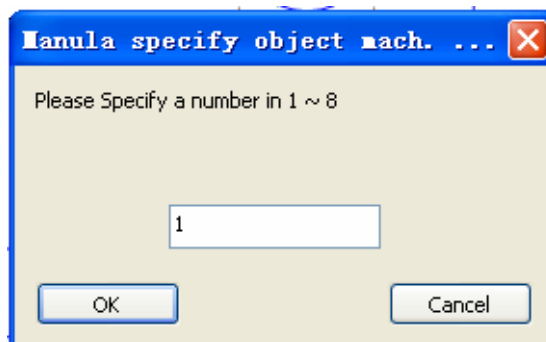 Manula specify object mach. ...
Please Specify a number in 1 ~ 8
1
OK
Cancel